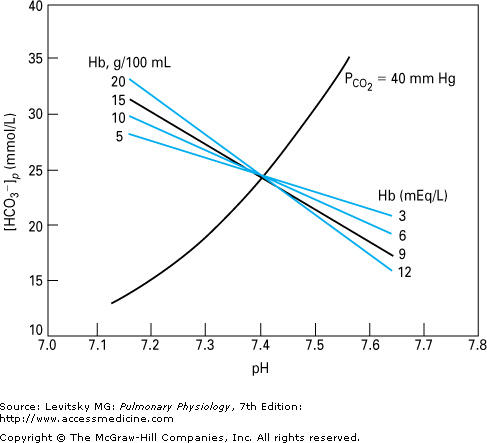 40
35
30
25
20
15
10
[HCO3⁻]p (mmol/L)
Hb, g/100 mL
20
15
10
5
PCO2 = 40 mm Hg
Hb (mEq/L)
3
6
9
12
7.0 7.1 7.2 7.3 7.4 7.5 7.6 7.7 7.8
pH
Source: Levitsky MG: Pulmonary Physiology, 7th Edition:
http://www.accessmedicine.com
Copyright © The McGraw-Hill Companies, Inc. All rights reserved.